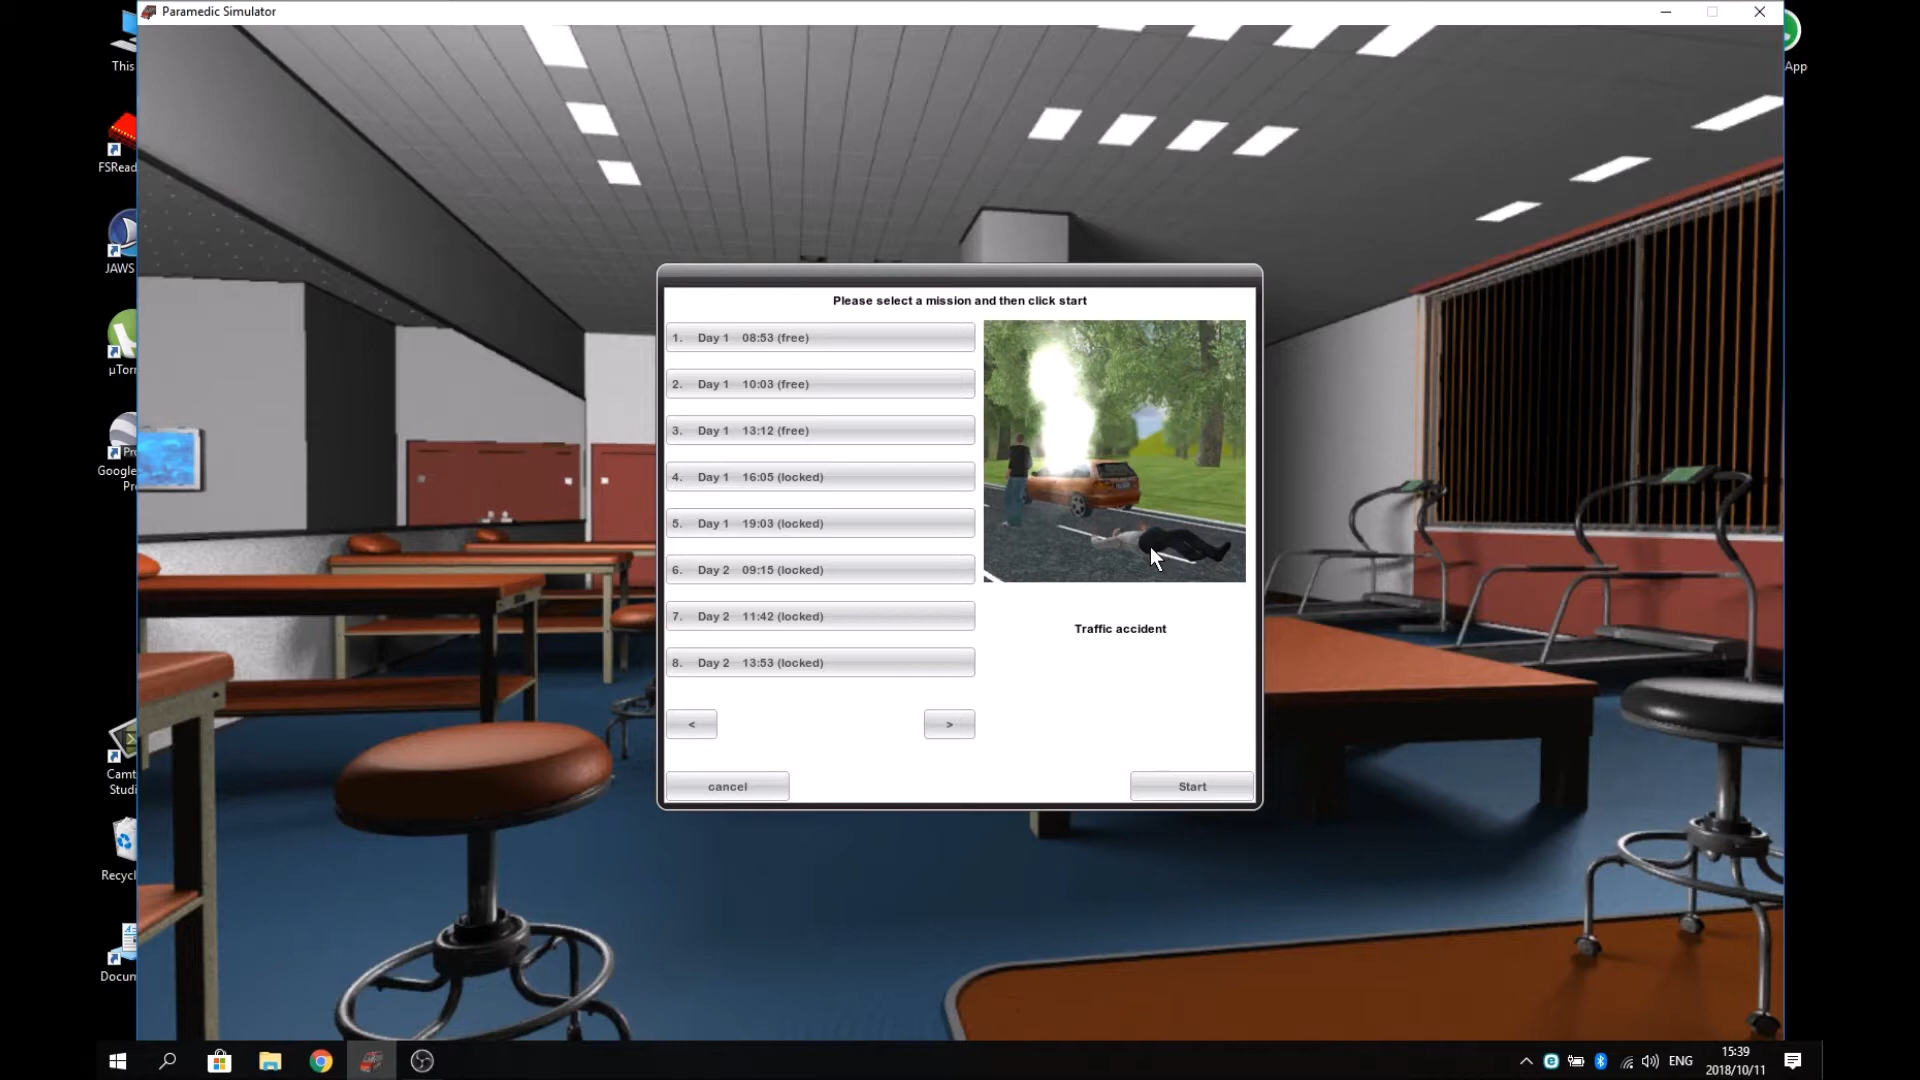 Paramedic Simulator
This
App
FSRead
JAWS
µTorr
Google
Pro
Camt
Studi
Recycl
Docum
Please select a mission and then click start
1. Day 1 08:53 (free)
2. Day 1 10:03 (free)
3. Day 1 13:12 (free)
4. Day 1 16:05 (locked)
5. Day 1 19:03 (locked)
6. Day 2 09:15 (locked)
7. Day 2 11:42 (locked)
8. Day 2 13:53 (locked)
Traffic accident
<
>
cancel
Start
ENG
15:39
2018/10/11